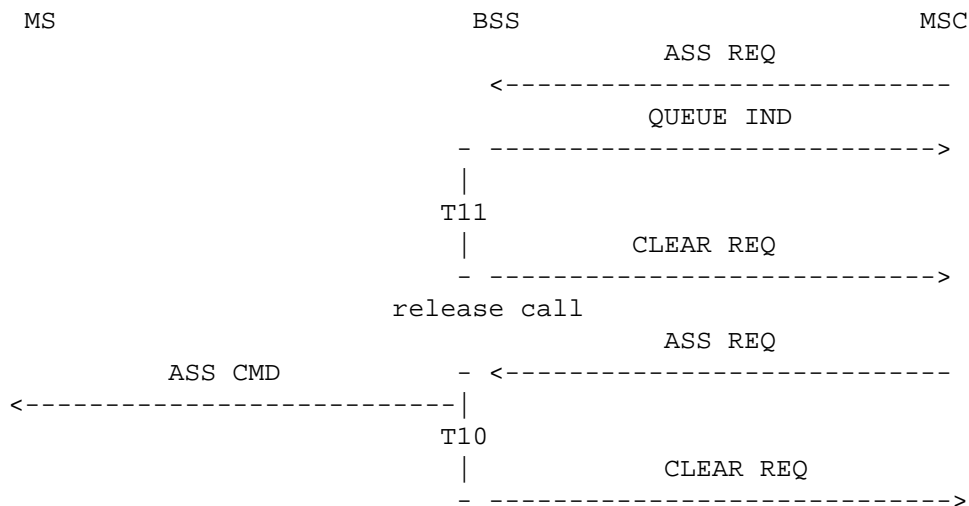 MS BSS MSC
ASS REQ
<----------------------------
QUEUE IND
- ---------------------------->
|
T11
| CLEAR REQ
- ---------------------------->
release call
ASS REQ
ASS CMD - <----------------------------
<---------------------------|
T10
| CLEAR REQ
- ----------------------------->